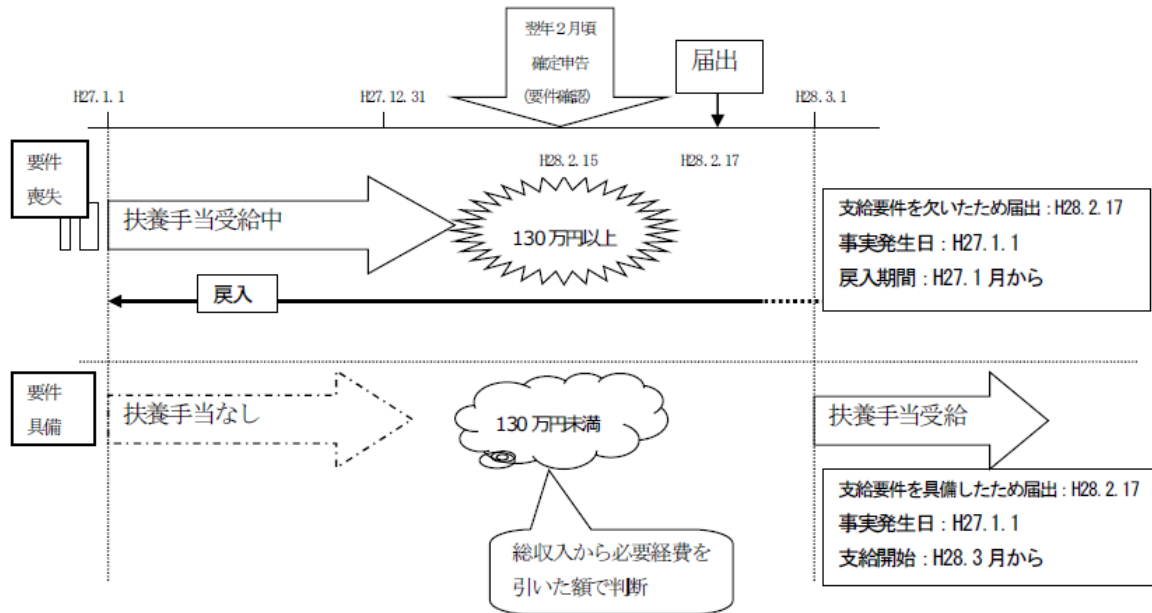 翌年2月頃
確定申告
(要件確認)
届出
H27.1.1
H27.12.31
H28.3.1
要件
喪失
H28.2.15
H28.2.17
扶養手当受給中
130万円以上
支給要件を欠いたため届出:H28.2.17
事実発生日:H27.1.1
戻入期間:H27.1月から
戻入
要件
具備
扶養手当なし
130万円未満
扶養手当受給
支給要件を具備したため届出:H28.2.17
事実発生日:H27.1.1
支給開始:H28.3月から
総収入から必要経費を
引いた額で判断